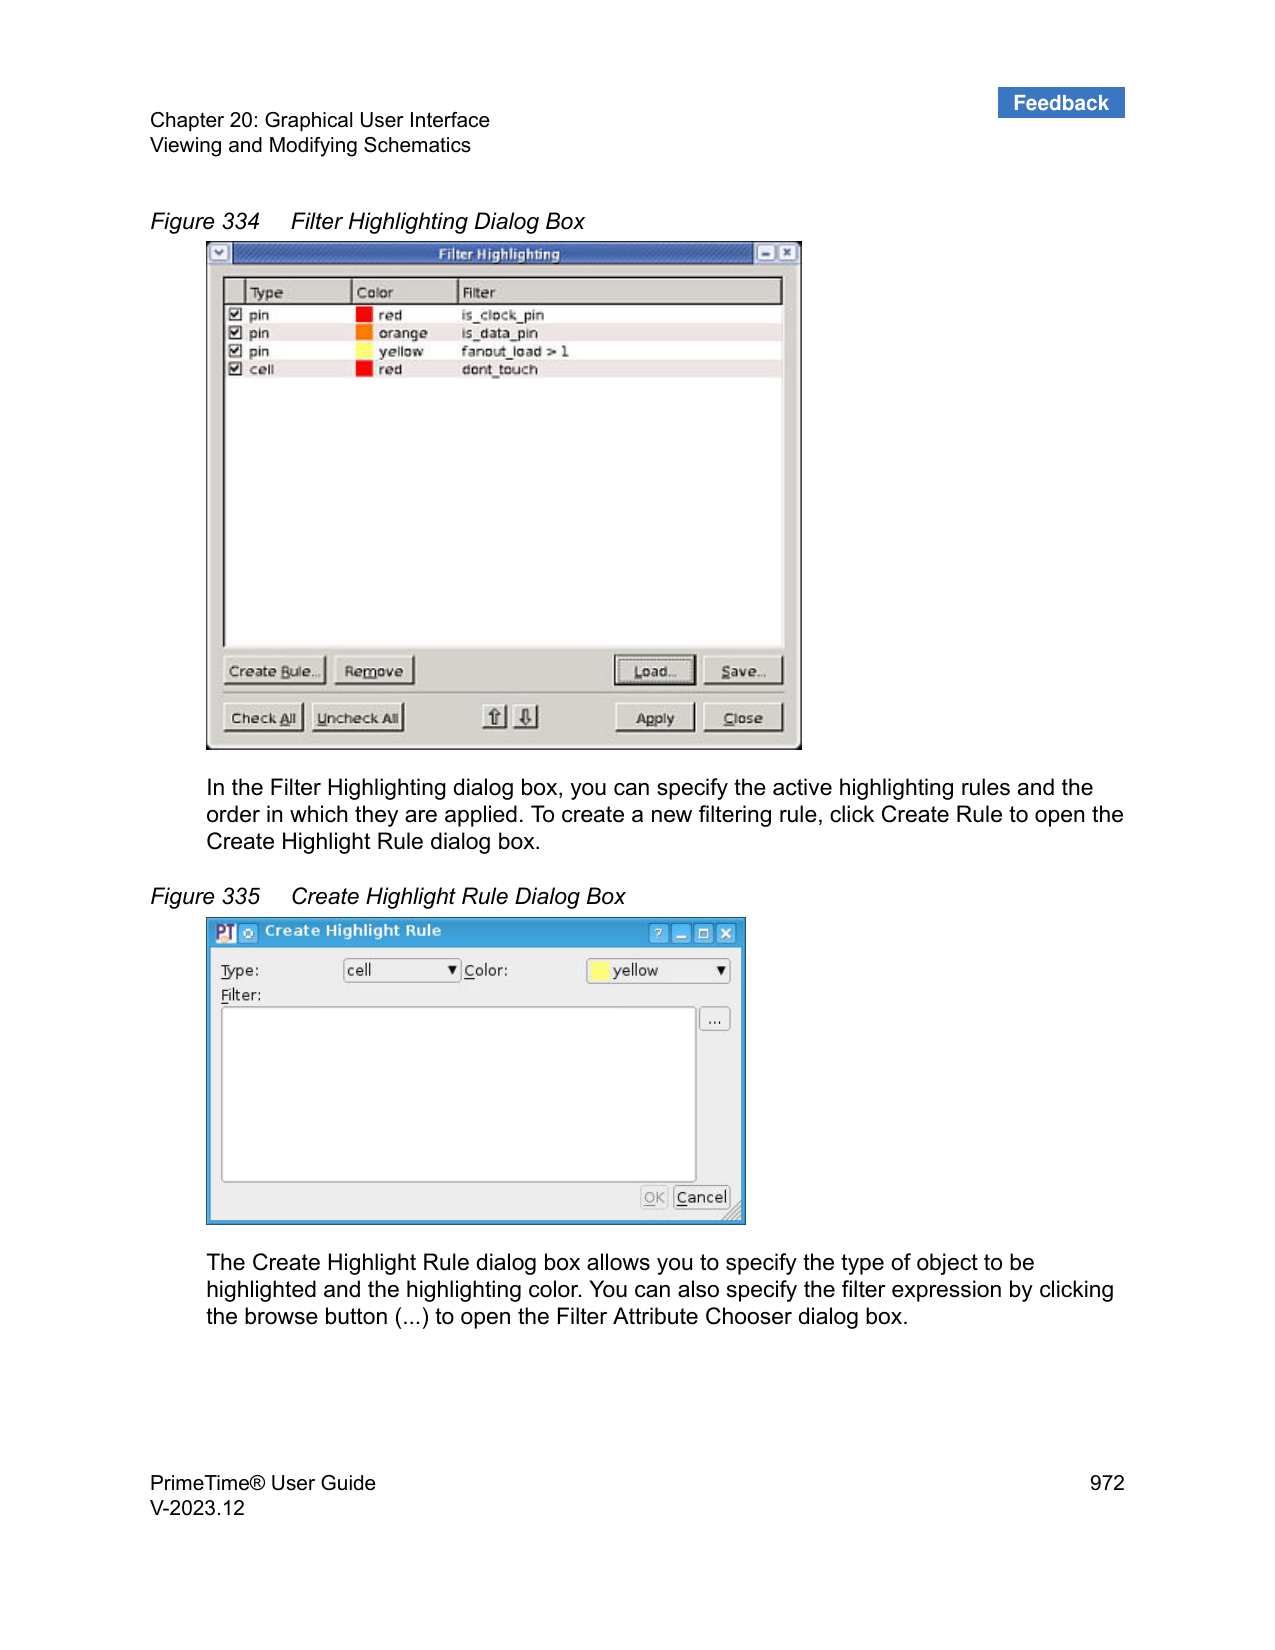 Feedback
Chapter 20: Graphical User Interface
Viewing and Modifying Schematics
Figure 334 Filter Highlighting Dialog Box
Filter Highlighting
Type Color Filter
pin red is_clock_pin
pin orange is_data_pin
pin yellow fanout_load > 1
cell red dont_touch
Create Rule... Remove Load... Save...
Check All Uncheck All Apply Close
In the Filter Highlighting dialog box, you can specify the active highlighting rules and the
order in which they are applied. To create a new filtering rule, click Create Rule to open the
Create Highlight Rule dialog box.
Figure 335 Create Highlight Rule Dialog Box
PT Create Highlight Rule ?
Type: cell Color: yellow
Filter:
...
OK Cancel
The Create Highlight Rule dialog box allows you to specify the type of object to be
highlighted and the highlighting color. You can also specify the filter expression by clicking
the browse button (...) to open the Filter Attribute Chooser dialog box.
PrimeTime® User Guide 972
V-2023.12